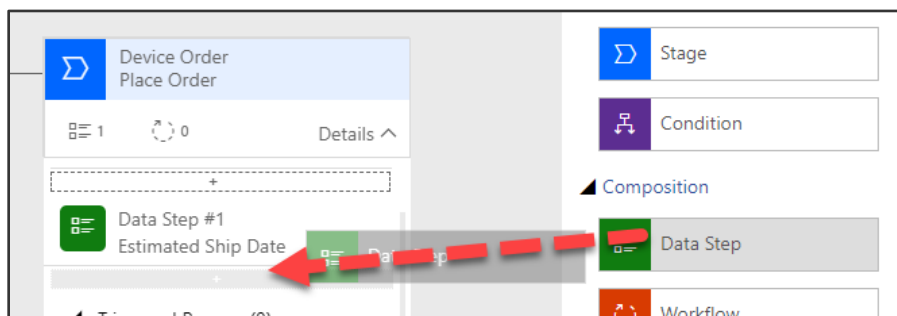 Device Order
Place Order
1
0
Details
+
Data Step #1
Estimated Ship Date
+
Stage
Condition
Composition
Data Step
Workflow